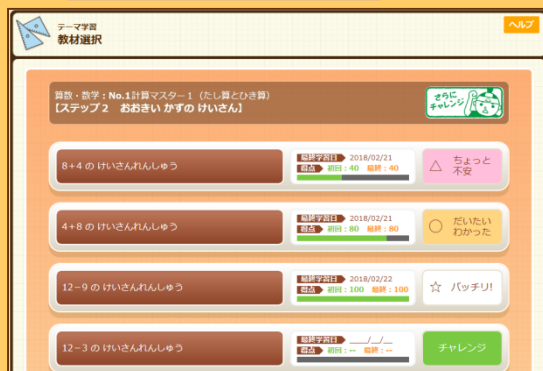 テーマ学習
教材選択
ヘルプ
算数・数学:No.1計算マスター1(たし算とひき算)
【ステップ2 おおきい かずの けいさん】
さらに
チャレンジ
8+4 の けいさんれんしゅう
最終学習日 2018/02/21
得点 初回:40 最終:40
△ ちょっと
不安
4+8 の けいさんれんしゅう
最終学習日 2018/02/21
得点 初回:80 最終:80
○ だいたい
わかった
12-9 の けいさんれんしゅう
最終学習日 2018/02/22
得点 初回:100 最終:100
☆ バッチリ!
12-3 の けいさんれんしゅう
最終学習日 ____/__/__
得点 初回:-- 最終:--
チャレンジ